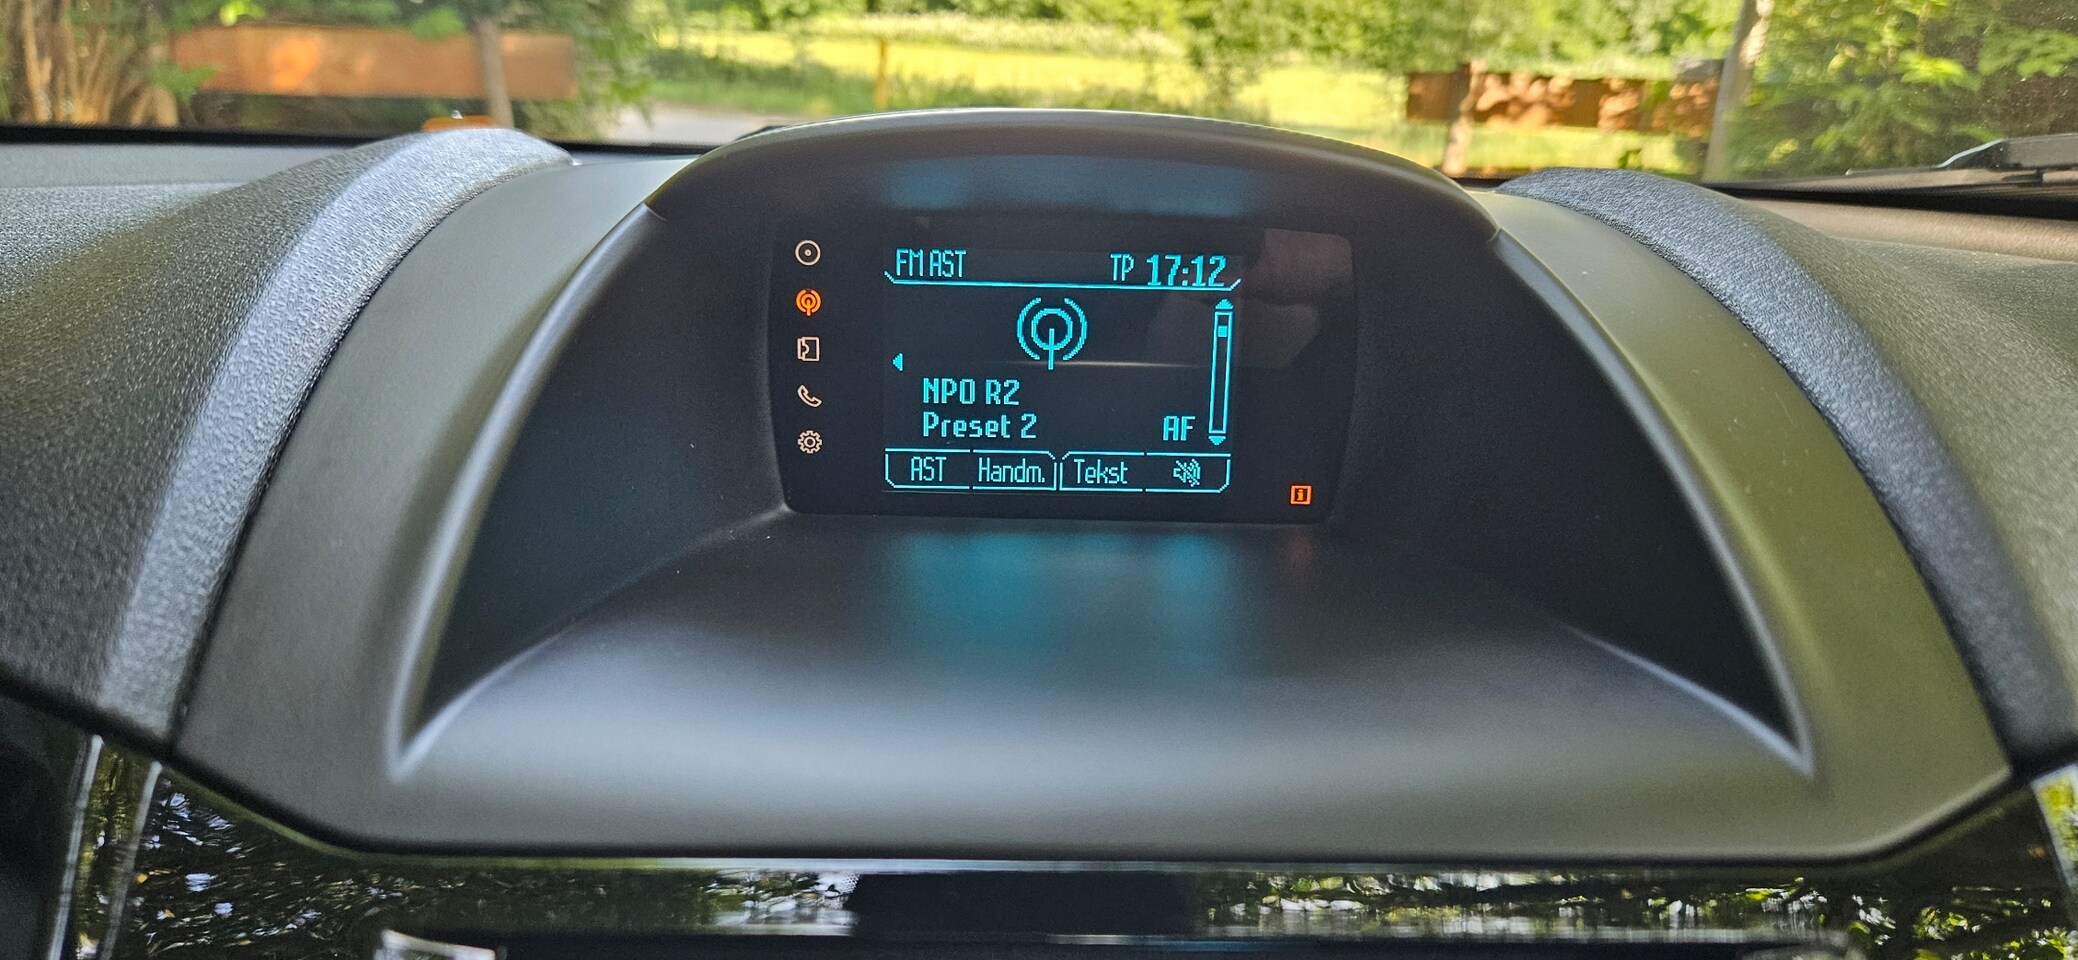 FM AST TP 17:12
NPO R2
Preset 2 AF
AST Handm. Tekst